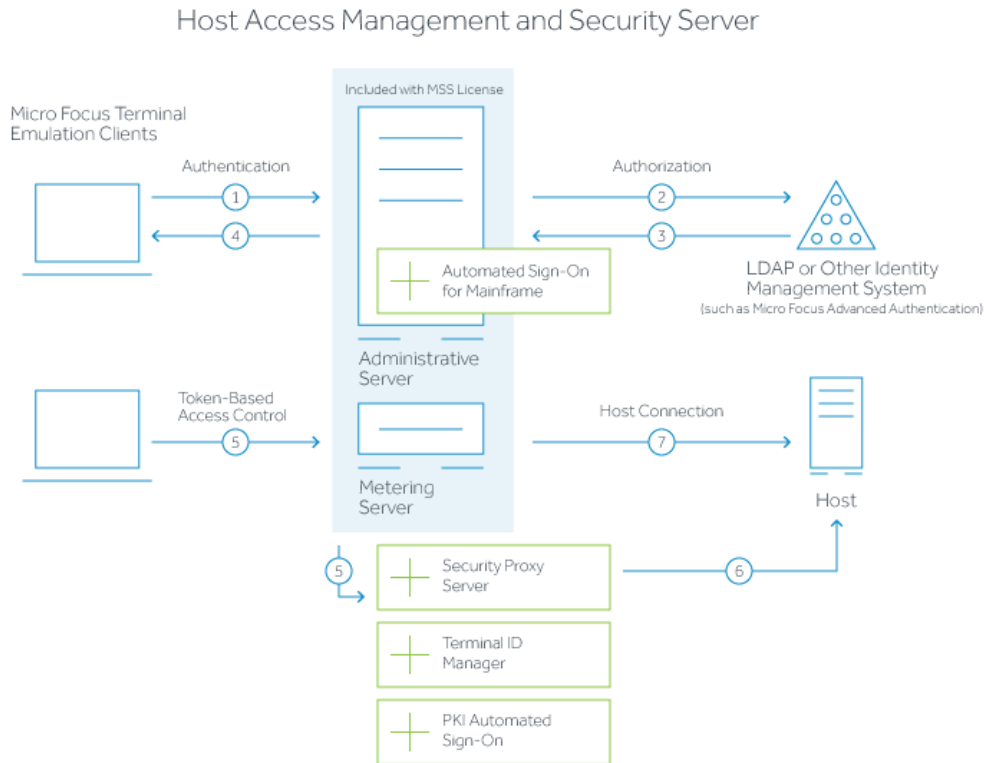 Host Access Management and Security Server
Included with MSS License
Micro Focus Terminal
Emulation Clients
Authentication
1
4
Authorization
2
3
Automated Sign-On
for Mainframe
LDAP or Other Identity
Management System
(such as Micro Focus Advanced Authentication)
Administrative
Server
Token-Based
Access Control
5
Host Connection
7
Metering
Server
Host
5
Security Proxy
Server
6
Terminal ID
Manager
PKI Automated
Sign-On